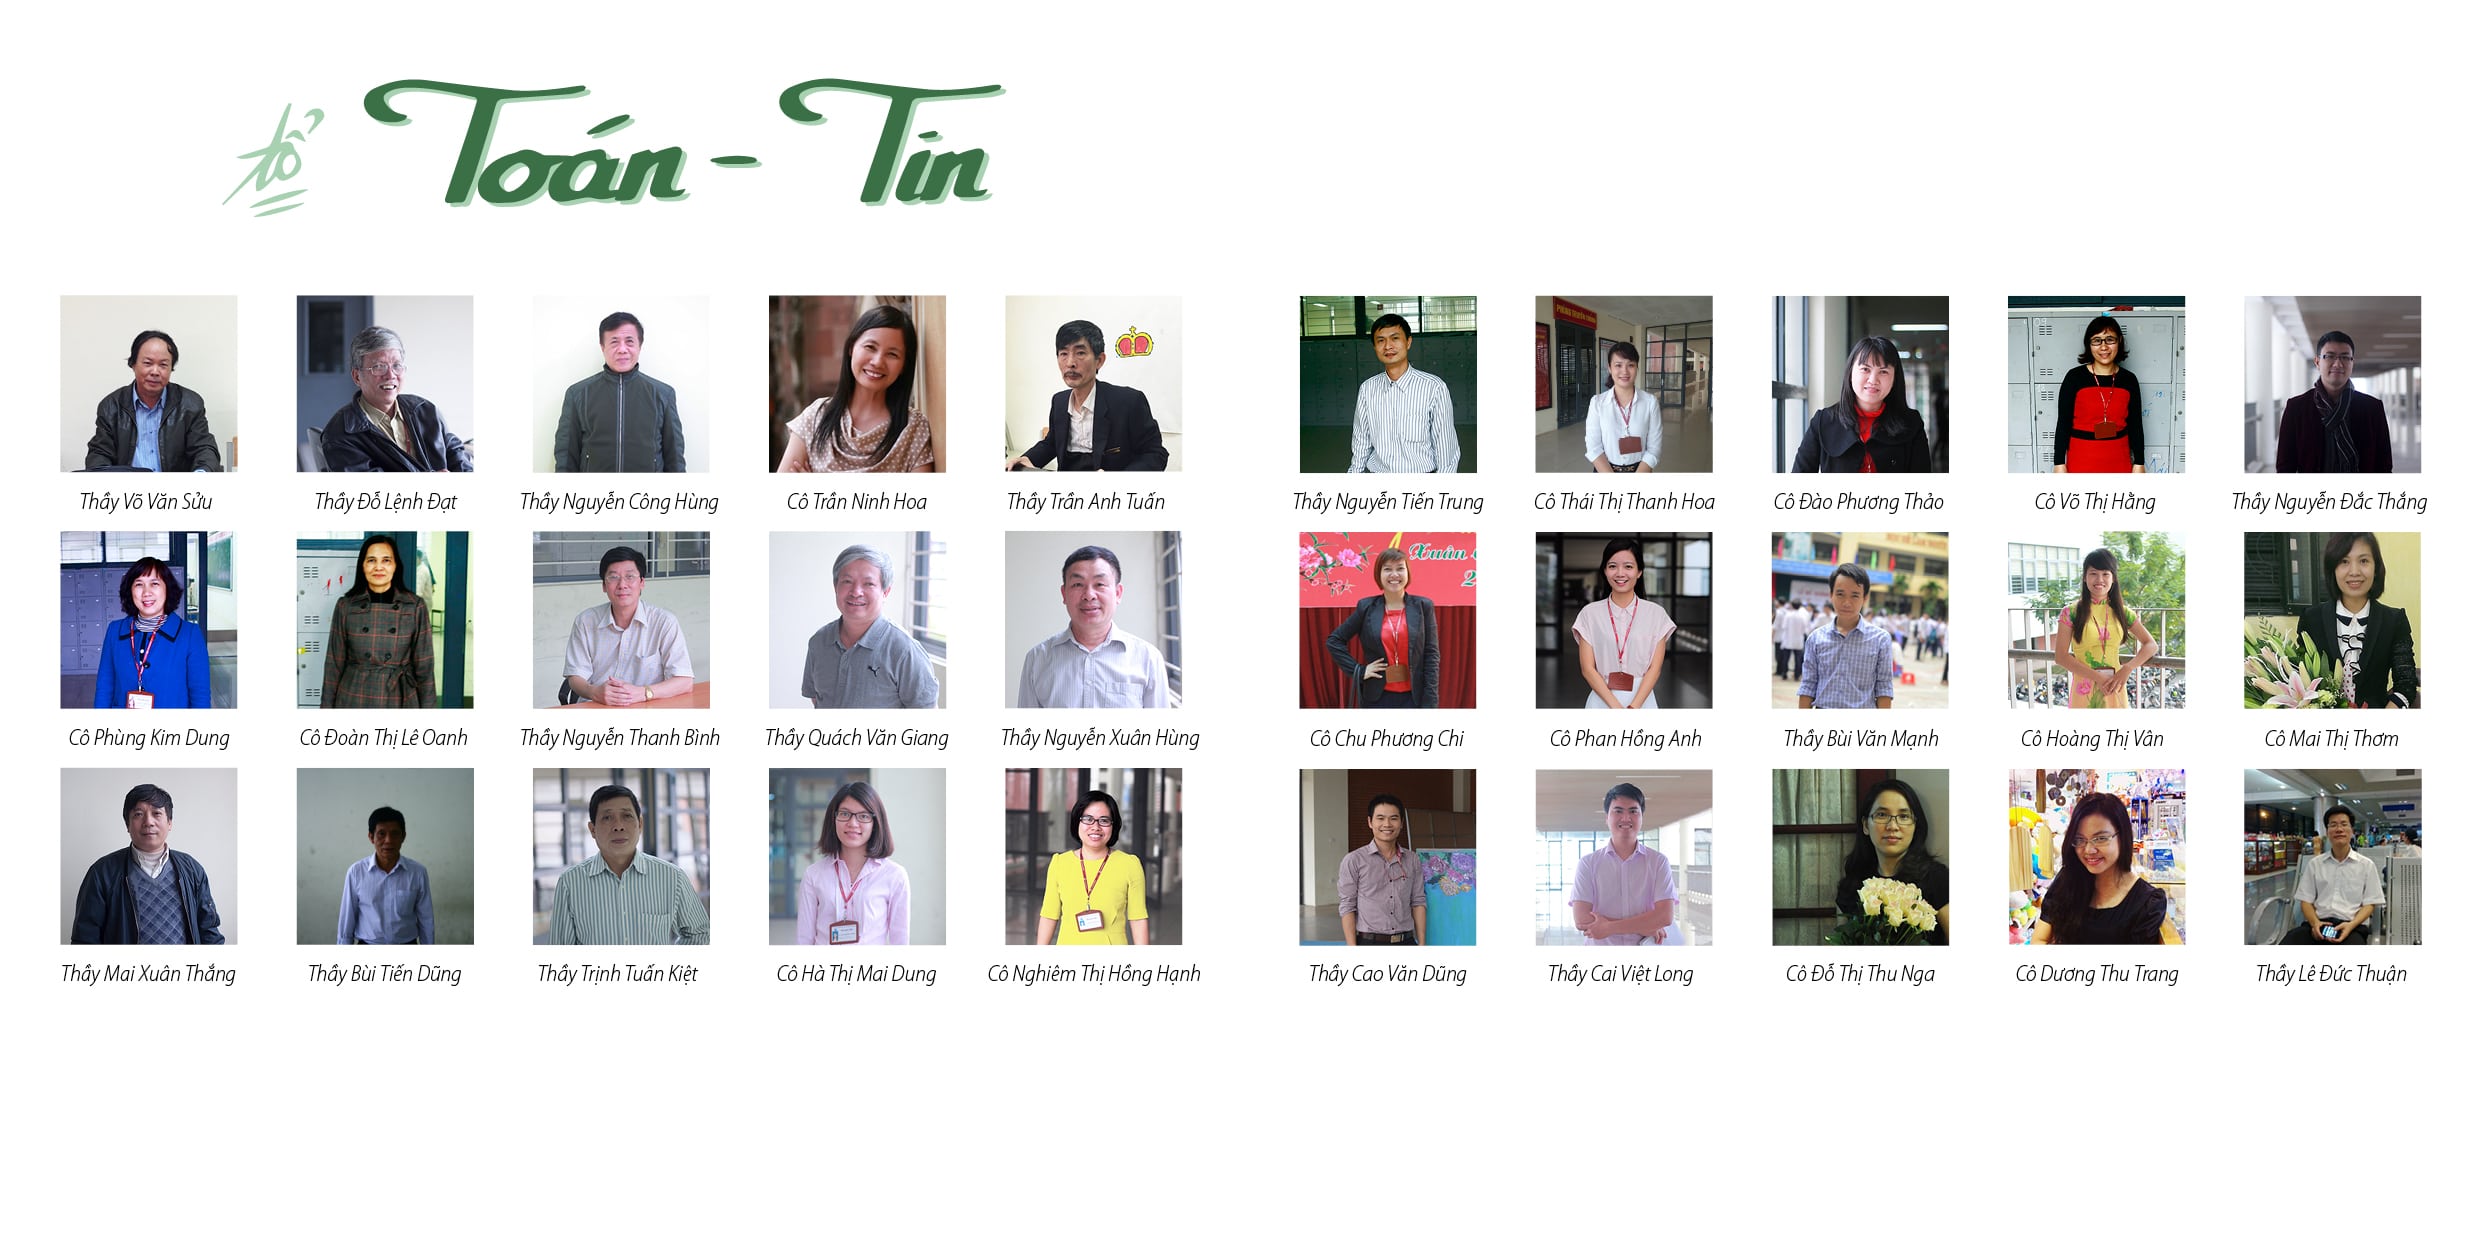 tổ Toán - Tin
Thầy Võ Văn Sửu
Thầy Đỗ Lệnh Đạt
Thầy Nguyễn Công Hùng
Cô Trần Ninh Hoa
Thầy Trần Anh Tuấn
PHÒNG TRUYỀN THỐNG
Thầy Nguyễn Tiến Trung
Cô Thái Thị Thanh Hoa
Cô Đào Phương Thảo
Cô Võ Thị Hằng
Thầy Nguyễn Đắc Thắng
Xuân
2
Cô Phùng Kim Dung
Cô Đoàn Thị Lê Oanh
Thầy Nguyễn Thanh Bình
Thầy Quách Văn Giang
Thầy Nguyễn Xuân Hùng
Cô Chu Phương Chi
Cô Phan Hồng Anh
Thầy Bùi Văn Mạnh
Cô Hoàng Thị Vân
Cô Mai Thị Thơm
Thầy Mai Xuân Thắng
Thầy Bùi Tiến Dũng
Thầy Trịnh Tuấn Kiệt
Cô Hà Thị Mai Dung
Cô Nghiêm Thị Hồng Hạnh
Thầy Cao Văn Dũng
Thầy Cai Việt Long
Cô Đỗ Thị Thu Nga
Cô Dương Thu Trang
Thầy Lê Đức Thuận